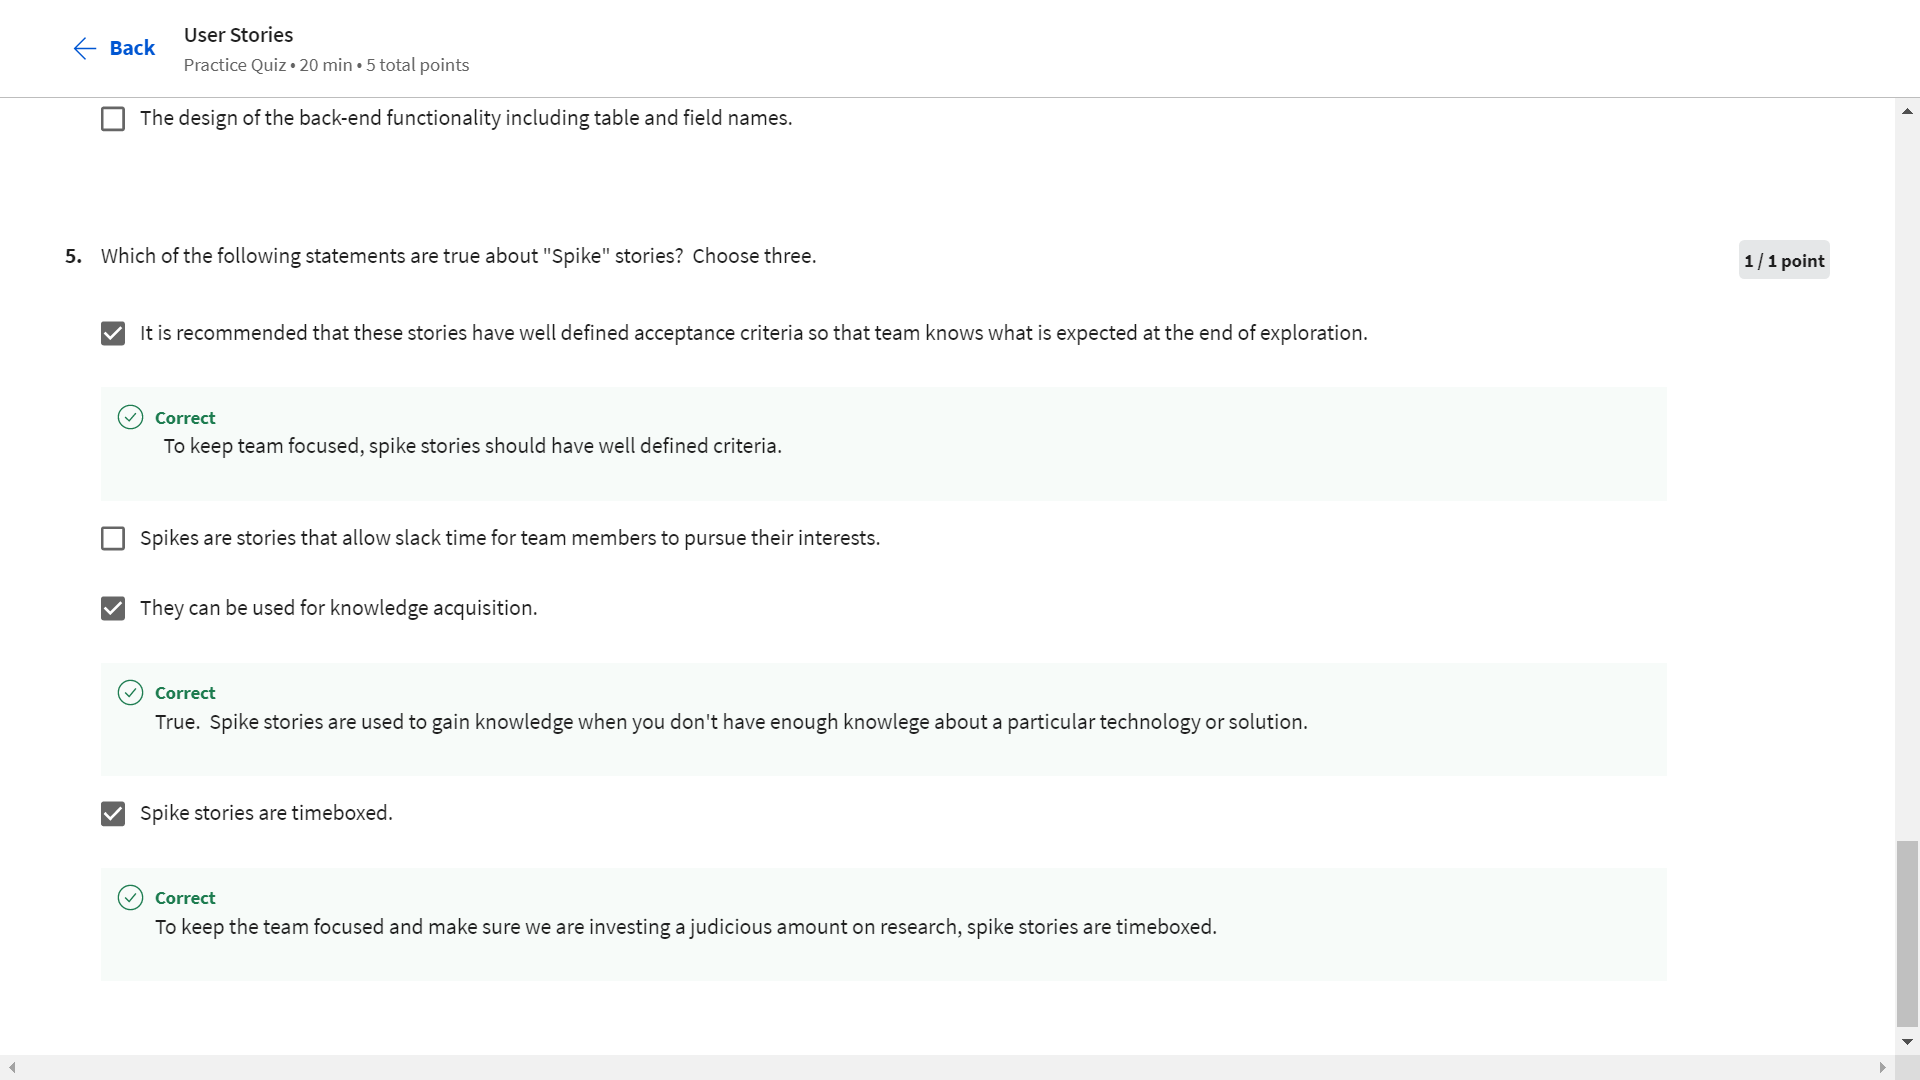 Back
User Stories
Practice Quiz • 20 min • 5 total points
The design of the back-end functionality including table and field names.
5. Which of the following statements are true about "Spike" stories?  Choose three.
1 / 1 point
It is recommended that these stories have well defined acceptance criteria so that team knows what is expected at the end of exploration.
Correct
To keep team focused, spike stories should have well defined criteria.
Spikes are stories that allow slack time for team members to pursue their interests.
They can be used for knowledge acquisition.
Correct
True.  Spike stories are used to gain knowledge when you don't have enough knowlege about a particular technology or solution.
Spike stories are timeboxed.
Correct
To keep the team focused and make sure we are investing a judicious amount on research, spike stories are timeboxed.